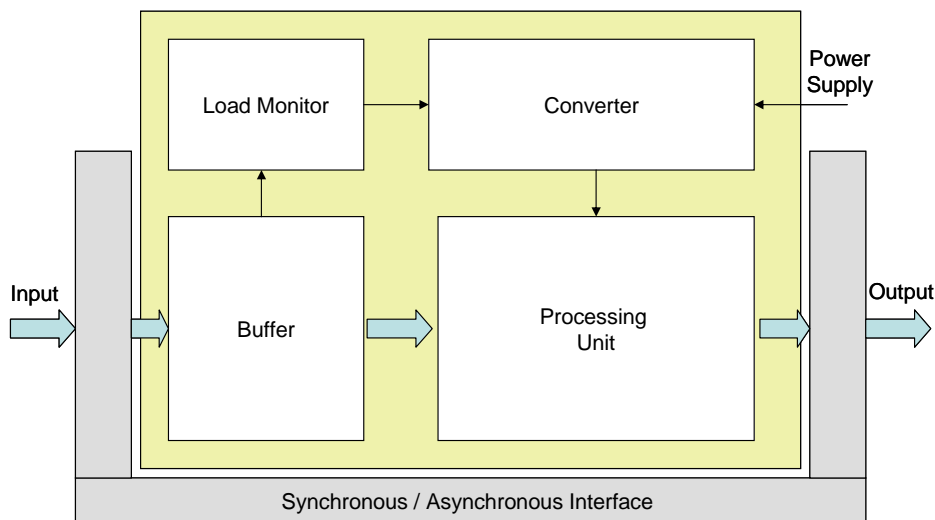 Power
Supply
Load Monitor
Converter
Input
Output
Buffer
Processing
Unit
Synchronous / Asynchronous Interface